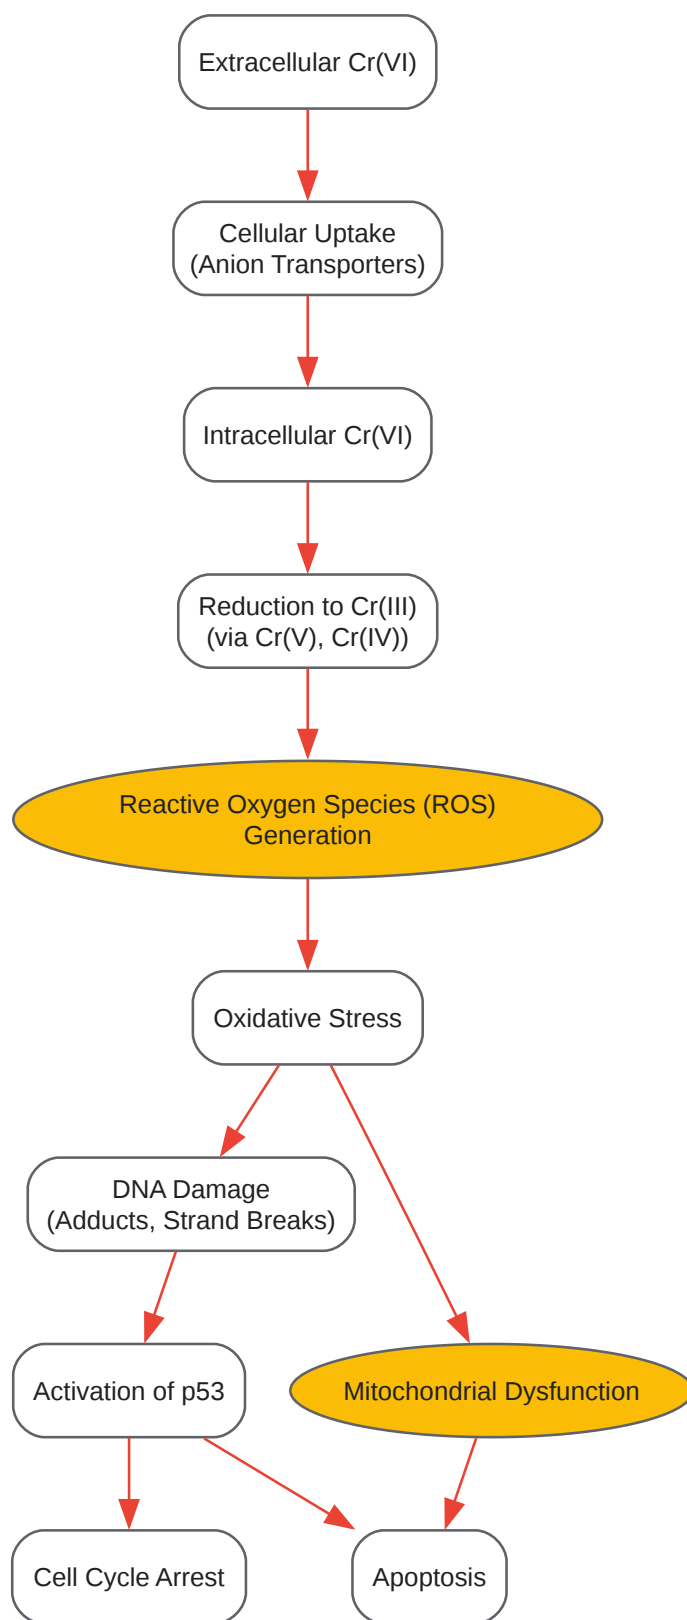 Extracellular Cr(VI)
Cellular Uptake
(Anion Transporters)
Intracellular Cr(VI)
Reduction to Cr(III)
(via Cr(V), Cr(IV))
Reactive Oxygen Species (ROS)
Generation
Oxidative Stress
DNA Damage
(Adducts, Strand Breaks)
Activation of p53
Mitochondrial Dysfunction
Cell Cycle Arrest
Apoptosis